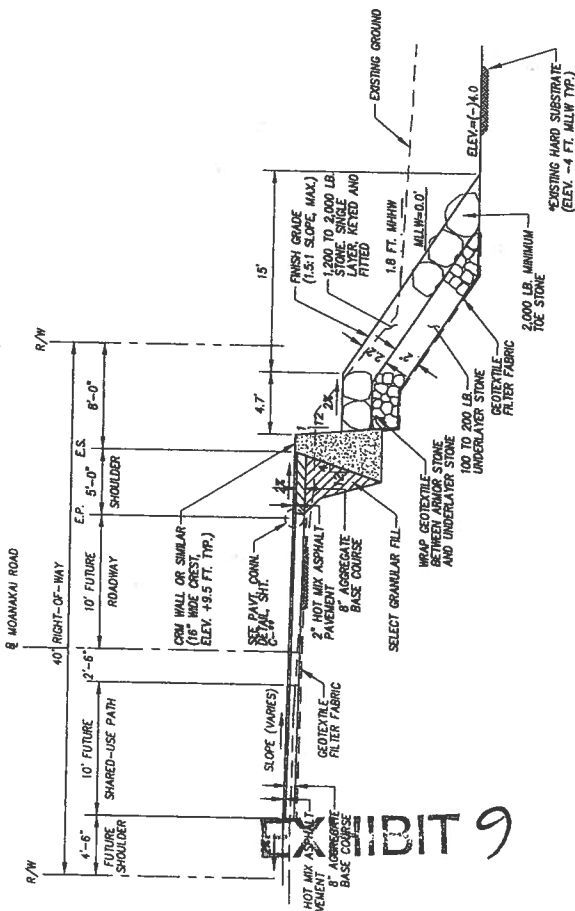 ℄ MOANAKAI ROAD
R/W
R/W
40' RIGHT-OF-WAY
4'-6"
FUTURE
SHOULDER
10' FUTURE
SHARED-USE PATH
2'-6"
10' FUTURE
ROADWAY
E.P.
5'-0"
SHOULDER
E.S.
8'-0"
4.7'
15'
SLOPE (VARIES)
CRM WALL OR SIMILAR
(16" WIDE CREST,
ELEV. +9.5 FT. TYP.)
SEE PAVT. CONN.
DETAIL, SHT.
2%
1
12
2%
FINISH GRADE
(1.5:1 SLOPE, MAX.)
1,200 TO 2,000 LB.
STONE, SINGLE
LAYER, KEYED AND
FITTED
EXISTING GROUND
1.8 FT. MHHW
MLLW=0.0'
2.2'
2'
ELEV.=(-)4.0
*EXISTING HARD SUBSTRATE
(ELEV. -4 FT. MLLW TYP.)
2,000 LB. MINIMUM
TOE STONE
GEOTEXTILE
FILTER FABRIC
100 TO 200 LB.
UNDERLAYER STONE
WRAP GEOTEXTILE
BETWEEN ARMOR STONE
AND UNDERLAYER STONE
SELECT GRANULAR FILL
2" HOT MIX ASPHALT
PAVEMENT
8" AGGREGATE
BASE COURSE
GEOTEXTILE
FILTER FABRIC
HOT MIX ASPHALT
PAVEMENT
8" AGGREGATE
BASE COURSE
EXHIBIT 9